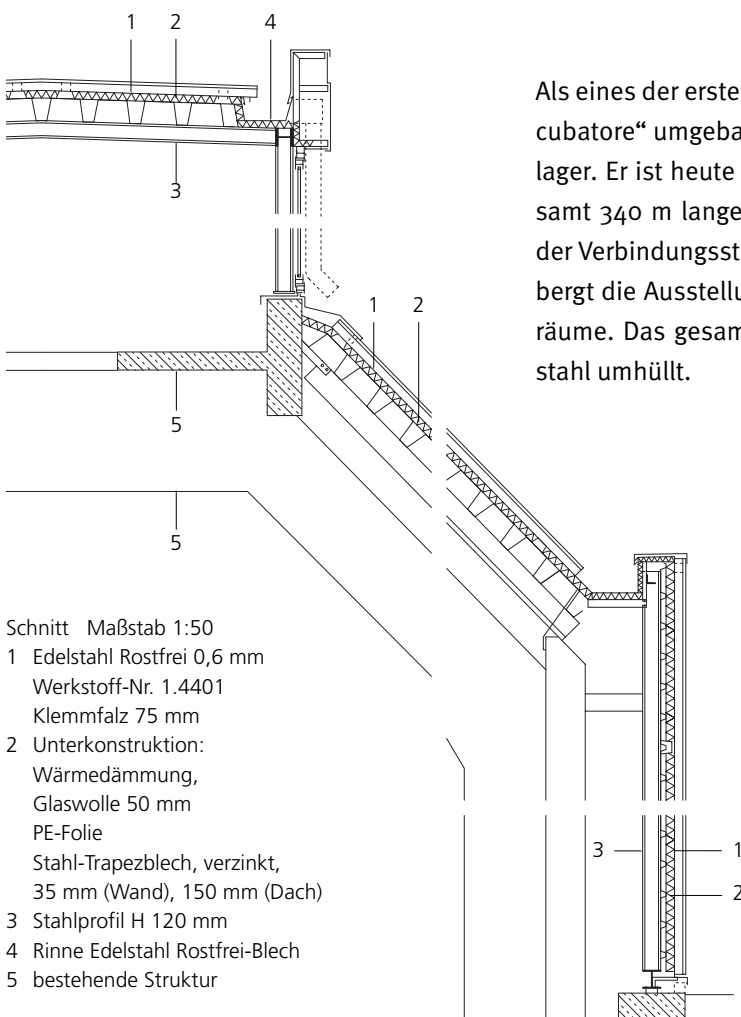 1 2 4
3
Als eines der erste
cubatore“ umgeba
lager. Er ist heute
samt 340 m lange
der Verbindungsst
bergt die Ausstellu
räume. Das gesam
stahl umhüllt.
1 2
5
5
Schnitt Maßstab 1:50
1 Edelstahl Rostfrei 0,6 mm
Werkstoff-Nr. 1.4401
Klemmfalz 75 mm
2 Unterkonstruktion:
Wärmedämmung,
Glaswolle 50 mm
PE-Folie
Stahl-Trapezblech, verzinkt,
35 mm (Wand), 150 mm (Dach)
3 Stahlprofil H 120 mm
4 Rinne Edelstahl Rostfrei-Blech
5 bestehende Struktur
3 1
2